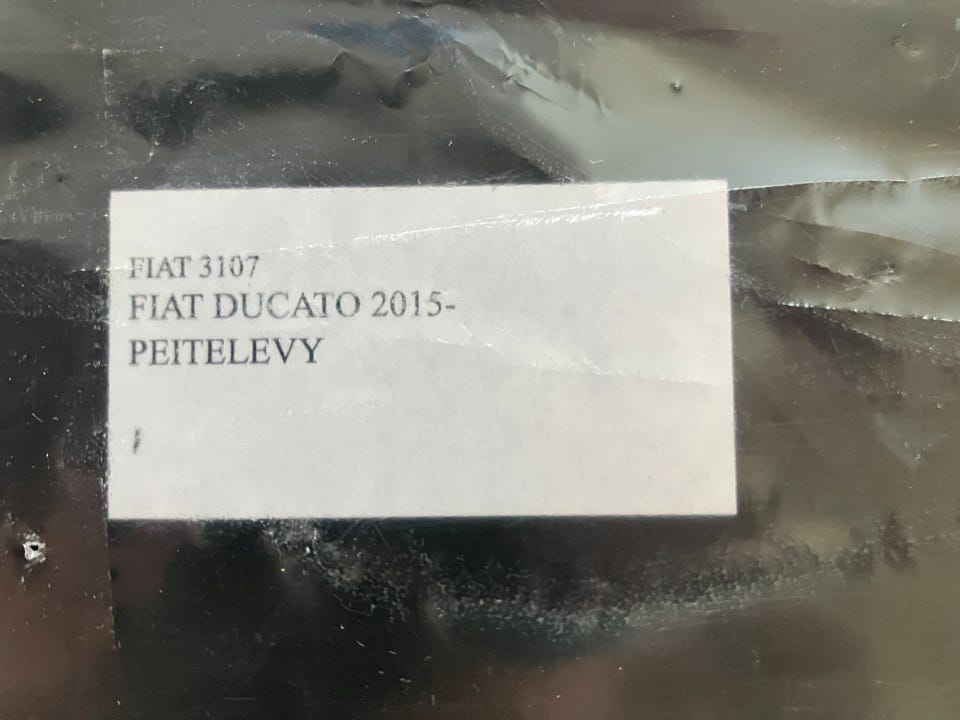 FIAT 3107
FIAT DUCATO 2015-
PEITELEVY